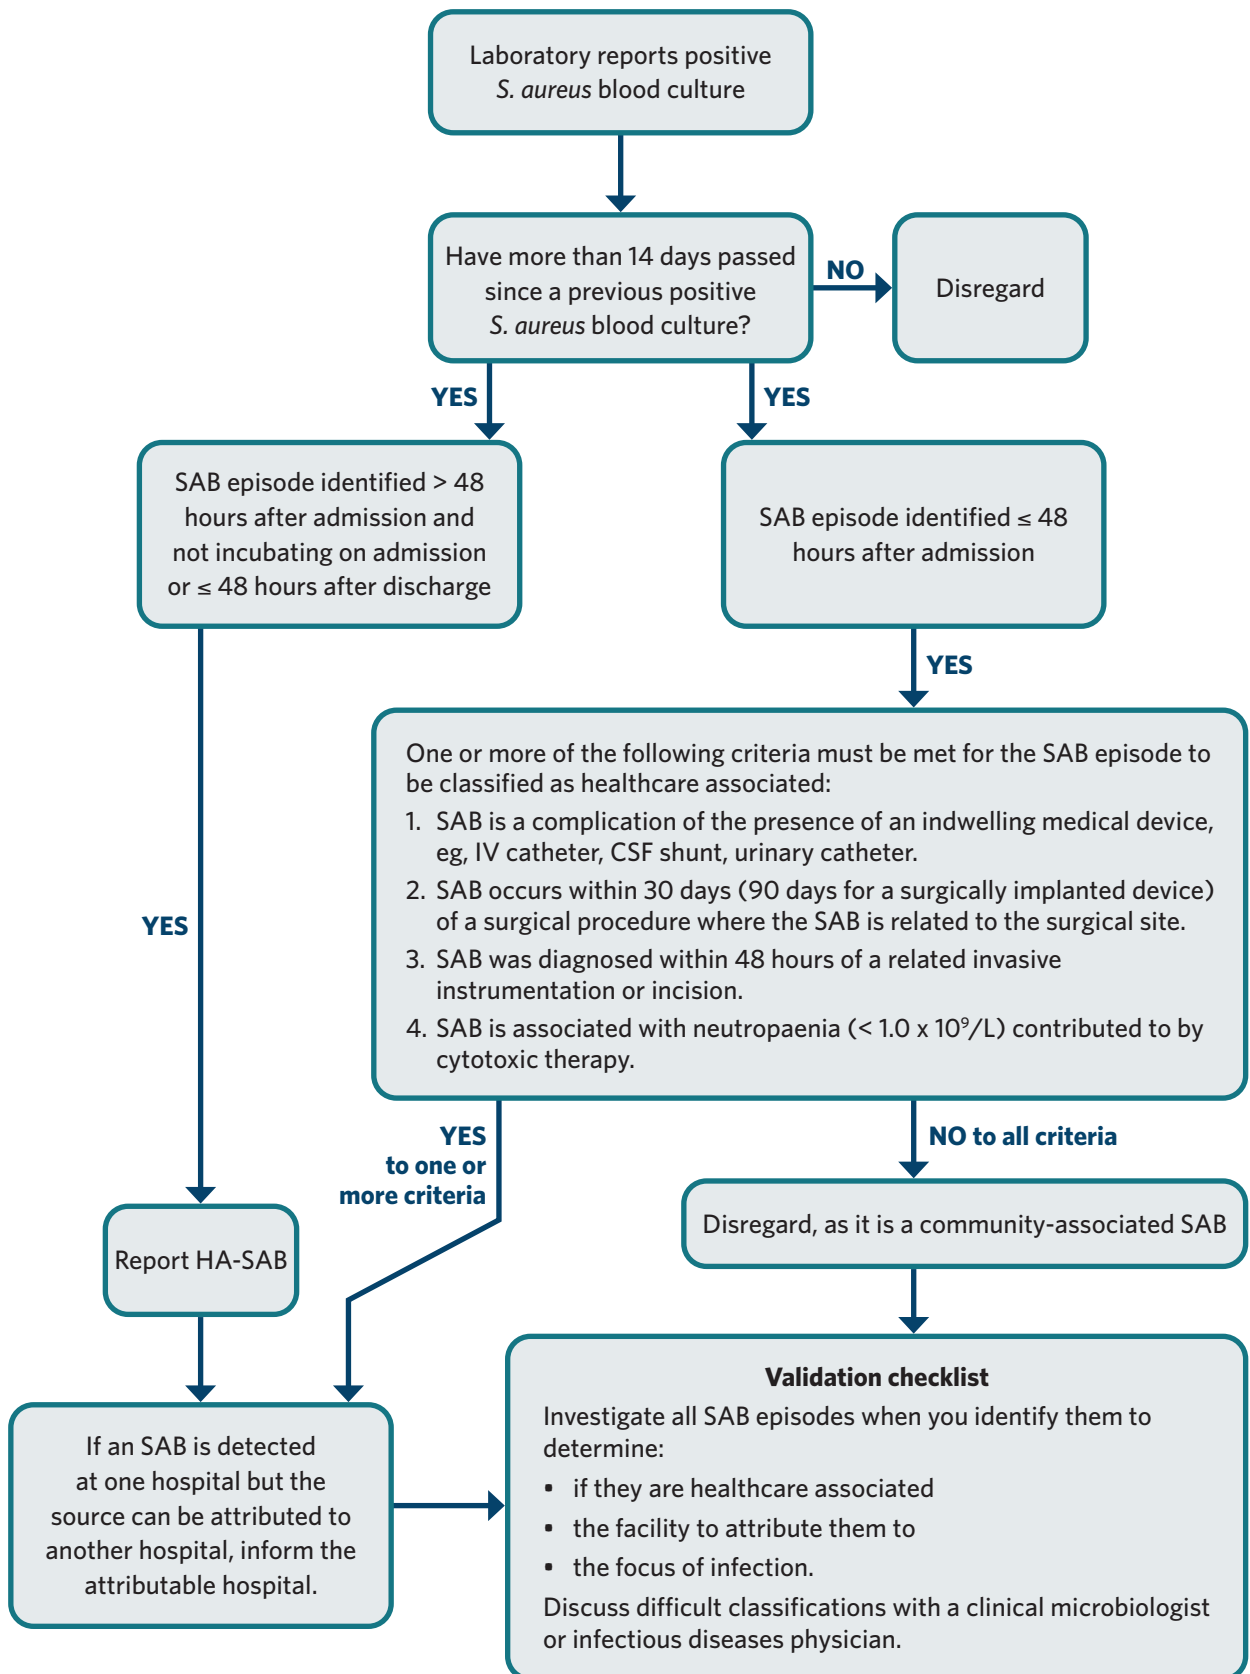 Laboratory reports positive
S. aureus blood culture
Have more than 14 days passed
since a previous positive
S. aureus blood culture?
NO
Disregard
YES
YES
SAB episode identified > 48
hours after admission and
not incubating on admission
or ≤ 48 hours after discharge
SAB episode identified ≤ 48
hours after admission
YES
One or more of the following criteria must be met for the SAB episode to
be classified as healthcare associated:
1. SAB is a complication of the presence of an indwelling medical device,
eg, IV catheter, CSF shunt, urinary catheter.
2. SAB occurs within 30 days (90 days for a surgically implanted device)
of a surgical procedure where the SAB is related to the surgical site.
3. SAB was diagnosed within 48 hours of a related invasive
instrumentation or incision.
4. SAB is associated with neutropaenia (< 1.0 x 10⁹/L) contributed to by
cytotoxic therapy.
YES
YES
to one or
more criteria
NO to all criteria
Report HA-SAB
Disregard, as it is a community-associated SAB
If an SAB is detected
at one hospital but the
source can be attributed to
another hospital, inform the
attributable hospital.
Validation checklist
Investigate all SAB episodes when you identify them to
determine:
• if they are healthcare associated
• the facility to attribute them to
• the focus of infection.
Discuss difficult classifications with a clinical microbiologist
or infectious diseases physician.